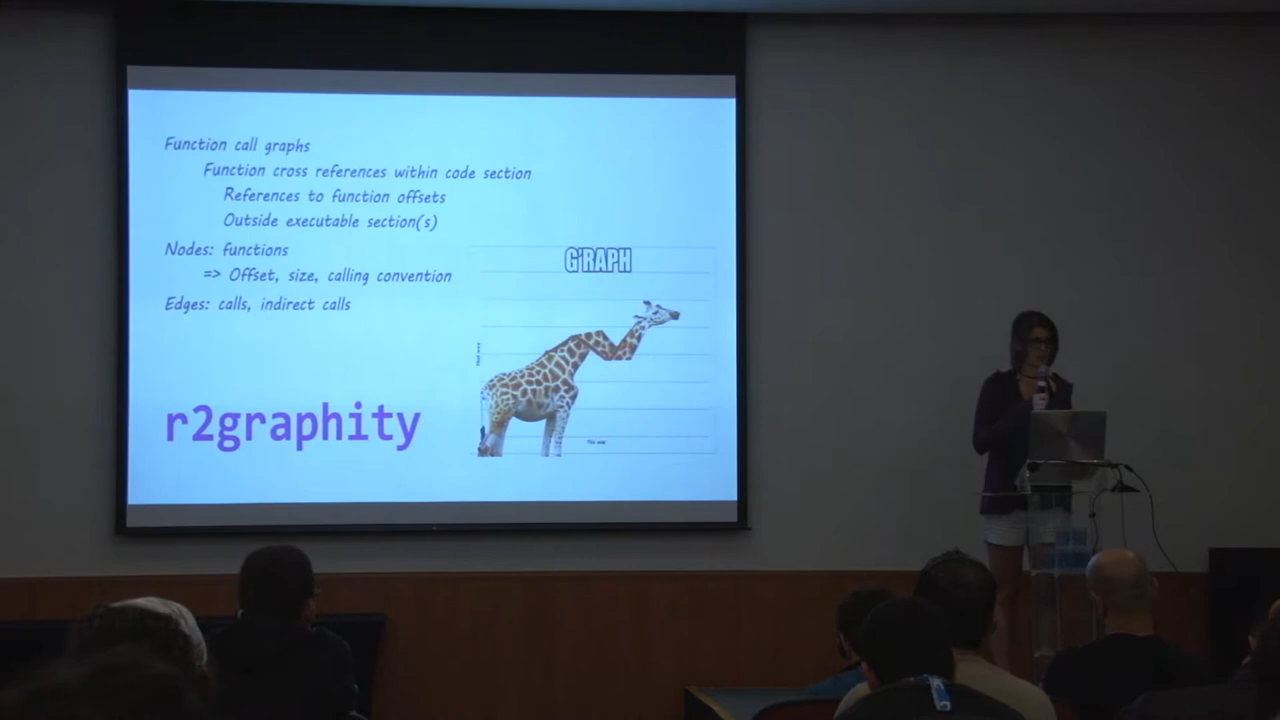 Function call graphs
Function cross references within code section
References to function offsets
Outside executable section(s)
Nodes: functions
=> Offset, size, calling convention
Edges: calls, indirect calls
G'RAPH
r2graphity